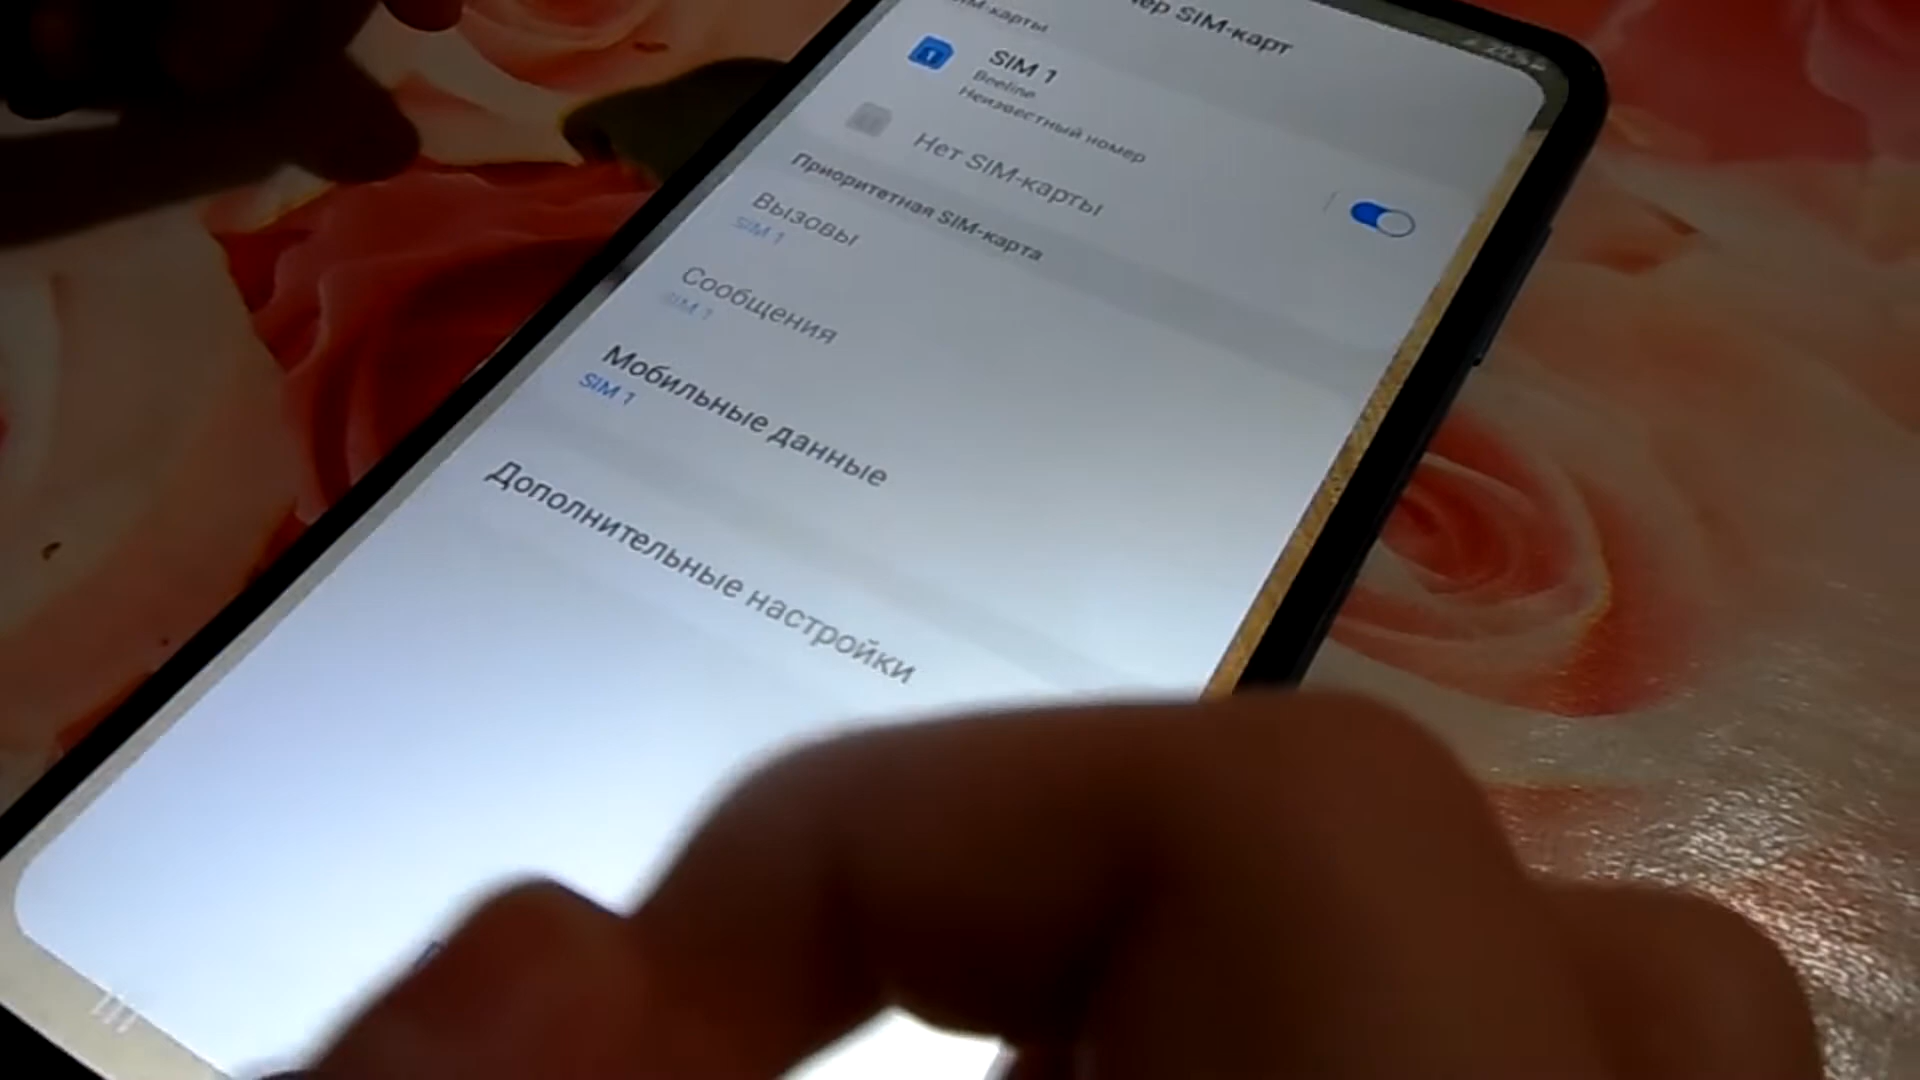 SIM-карт
SIM-карты
SIM 1
Beeline
Неизвестный номер
Нет SIM-карты
Приоритетная SIM-карта
Вызовы
SIM 1
Сообщения
SIM 1
Мобильные данные
SIM 1
Дополнительные настройки